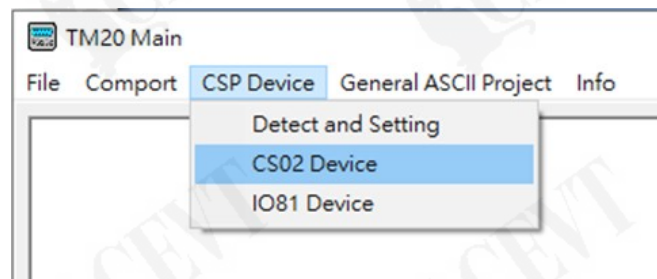 TM20 Main
File Comport CSP Device General ASCII Project Info
Detect and Setting
CS02 Device
IO81 Device